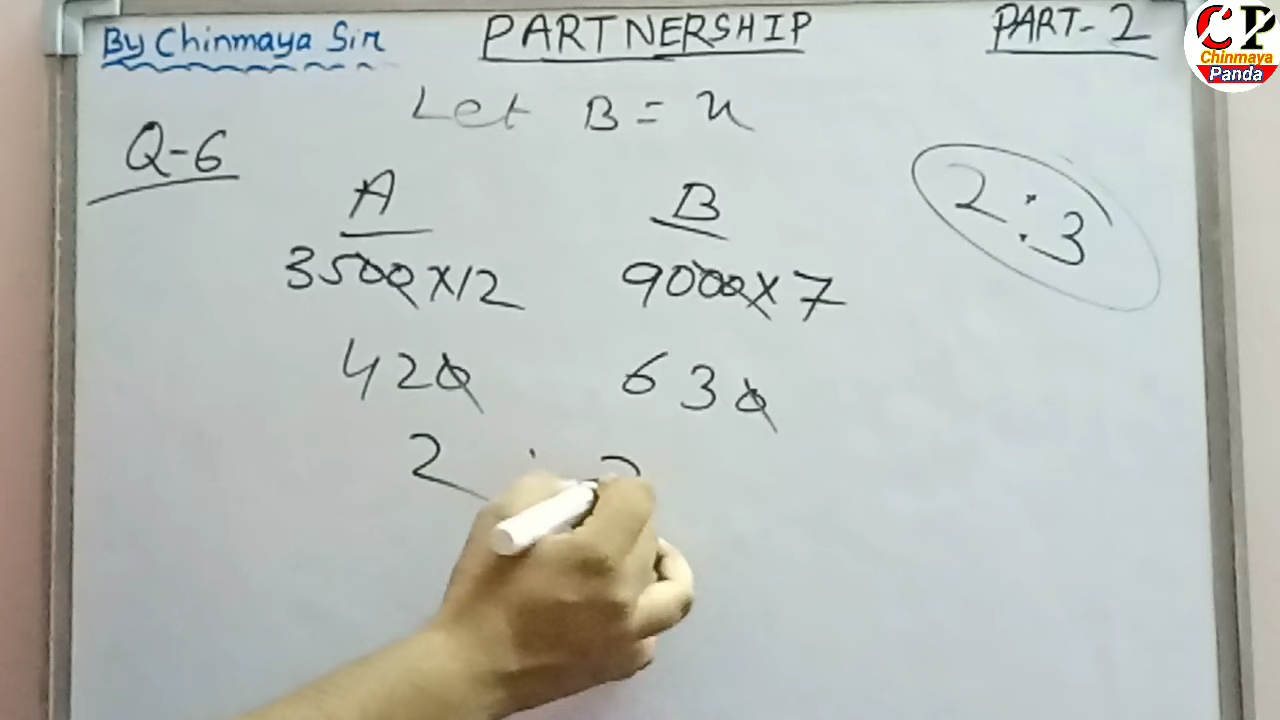 By Chinmaya Sir PARTNERSHIP PART-2
CP
Chinmaya
Panda
Let B = x
Q-6
A B
2:3
3500×12 9000×7
420 630
2 :